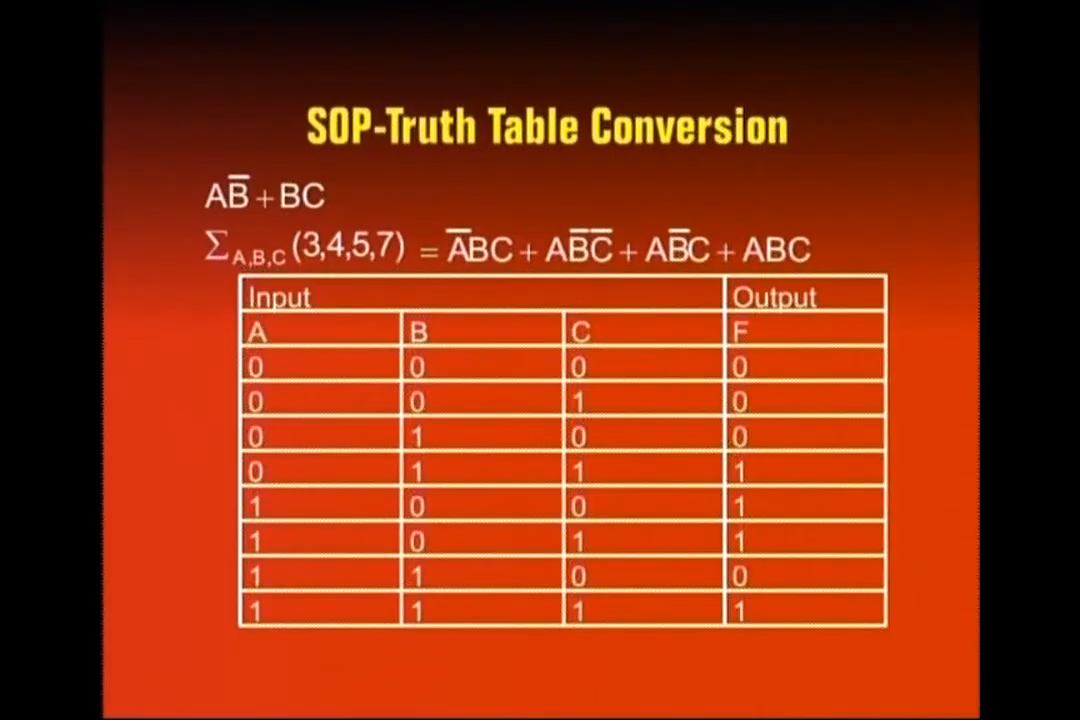 SOP-Truth Table Conversion
AB̅ + BC
Σ_A,B,C (3,4,5,7) = A̅BC + AB̅C̅ + AB̅C + ABC
Input Output
A B C F
0 0 0 0
0 0 1 0
0 1 0 0
0 1 1 1
1 0 0 1
1 0 1 1
1 1 0 0
1 1 1 1